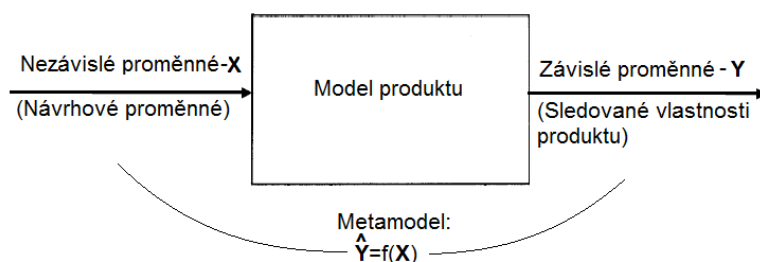 Nezávislé proměnné-X
(Návrhové proměnné)
Model produktu
Závislé proměnné - Y
(Sledované vlastnosti
produktu)
Metamodel:
Ŷ=f(X)